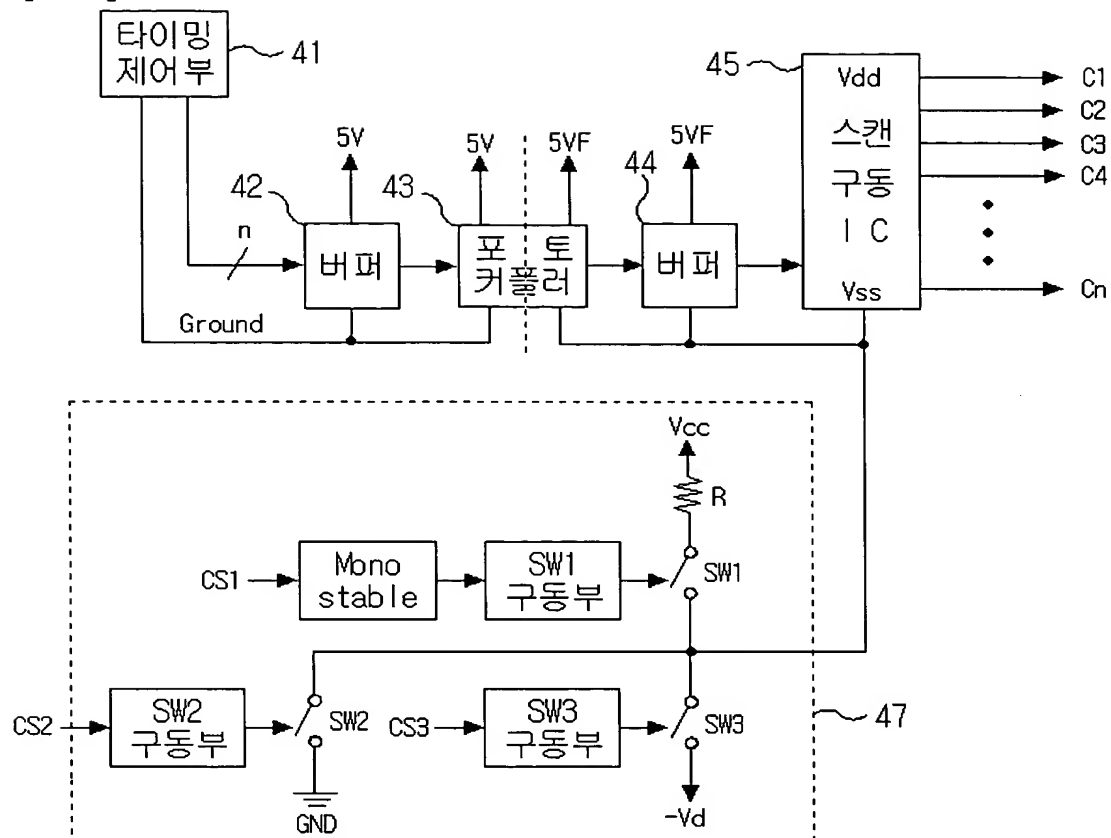 타이밍
제어부
41
45
Vdd
스캔
구동
I C
Vss
C1
C2
C3
C4
Cn
5V
5V
5VF
5VF
42
43
44
n
버퍼
포 토
커플러
버퍼
Ground
Vcc
R
CS1
Mono
stable
SW1
구동부
SW1
CS2
SW2
구동부
SW2
CS3
SW3
구동부
SW3
47
GND
-Vd